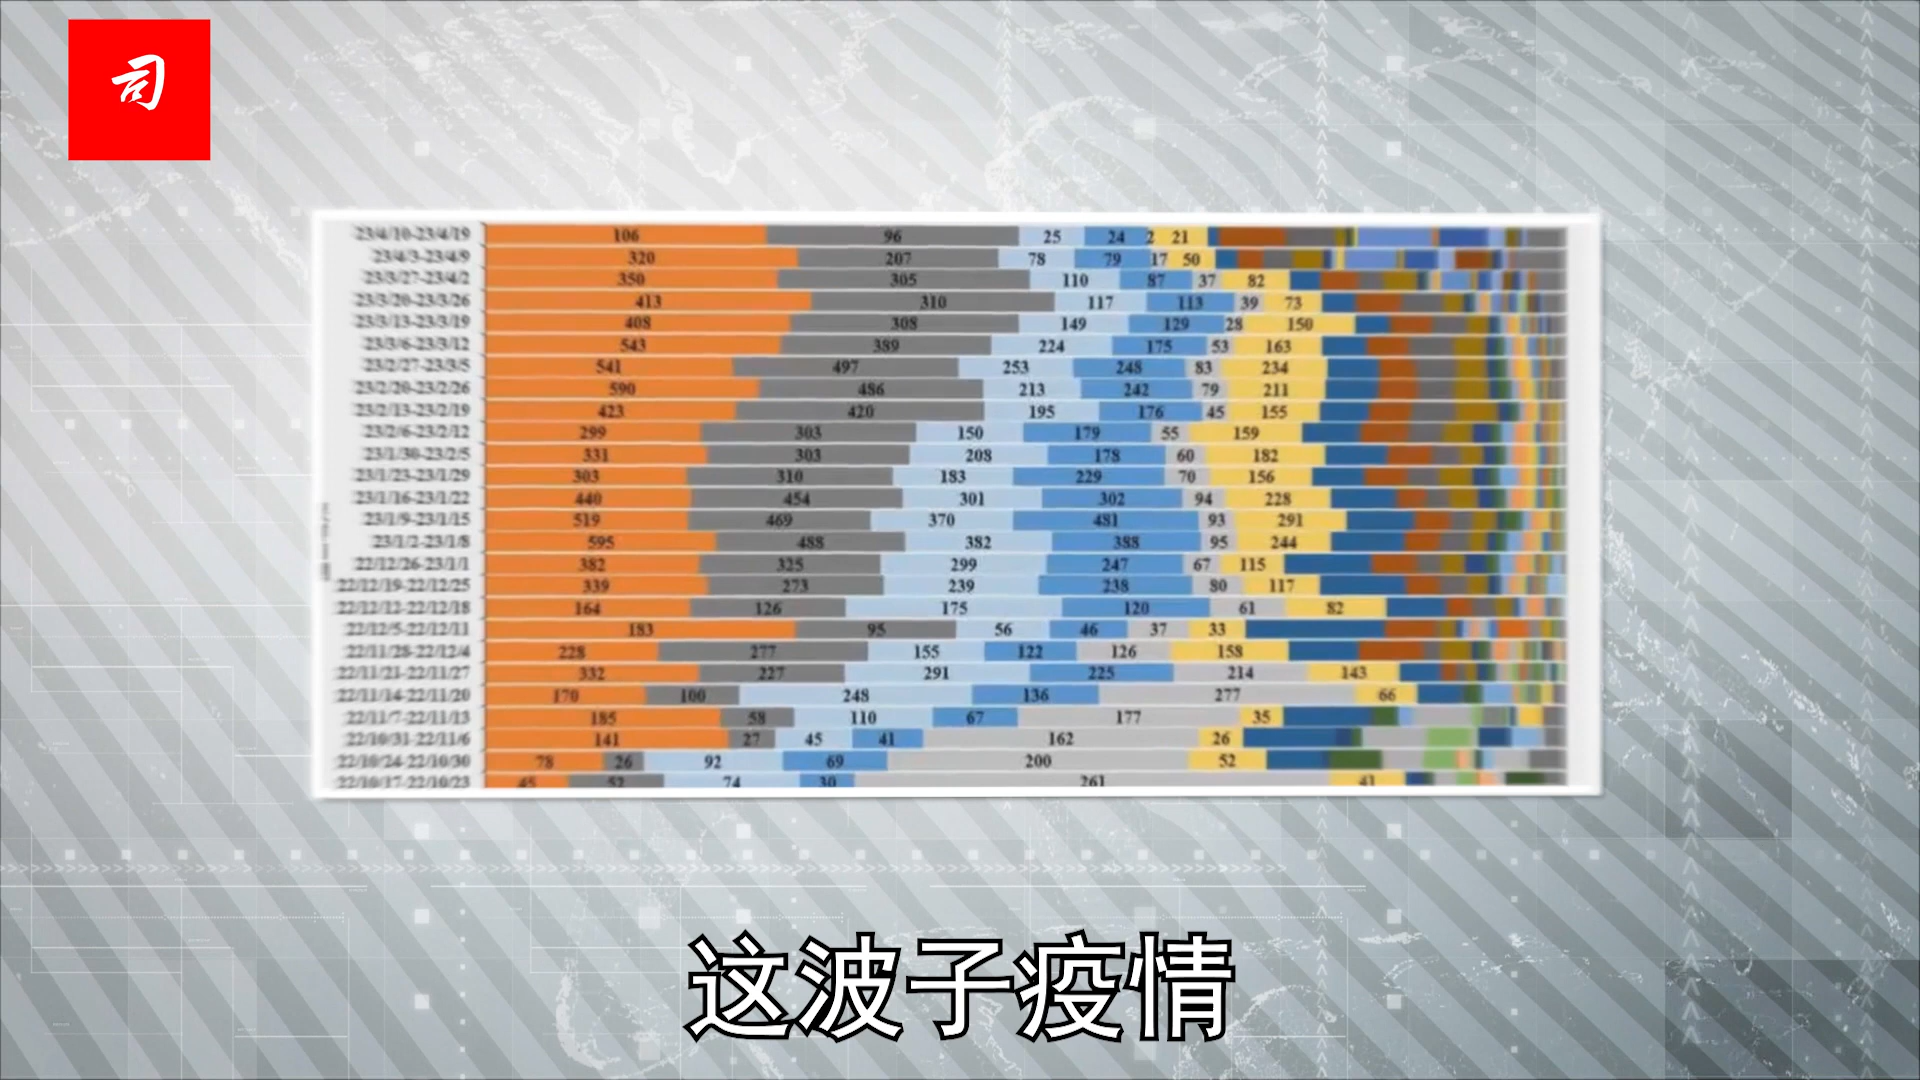 司
23/4/10-23/4/19 106 96 25 24 2 21
23/4/3-23/4/9 320 207 78 79 17 50
23/3/27-23/4/2 350 305 110 87 37 82
23/3/20-23/3/26 413 310 117 113 39 73
23/3/13-23/3/19 408 308 149 129 28 150
23/3/6-23/3/12 543 389 224 175 53 163
23/2/27-23/3/5 541 497 253 248 83 234
23/2/20-23/2/26 590 486 213 242 79 211
23/2/13-23/2/19 423 420 195 176 45 155
23/2/6-23/2/12 299 303 150 179 55 159
23/1/30-23/2/5 331 303 208 178 60 182
23/1/23-23/1/29 303 310 183 229 70 156
23/1/16-23/1/22 440 454 301 302 94 228
23/1/9-23/1/15 519 469 370 481 93 291
23/1/2-23/1/8 595 488 382 388 95 244
22/12/26-23/1/1 382 325 299 247 67 115
22/12/19-22/12/25 339 273 239 238 80 117
22/12/12-22/12/18 164 126 175 120 61 82
22/12/5-22/12/11 183 95 56 46 37 33
22/11/28-22/12/4 228 277 155 122 126 158
22/11/21-22/11/27 332 227 291 225 214 143
22/11/14-22/11/20 170 100 248 136 277 66
22/11/7-22/11/13 185 58 110 67 177 35
22/10/31-22/11/6 141 27 45 41 162 26
22/10/24-22/10/30 78 26 92 69 200 52
22/10/17-22/10/23 45 52 74 30 261 41
这波子疫情